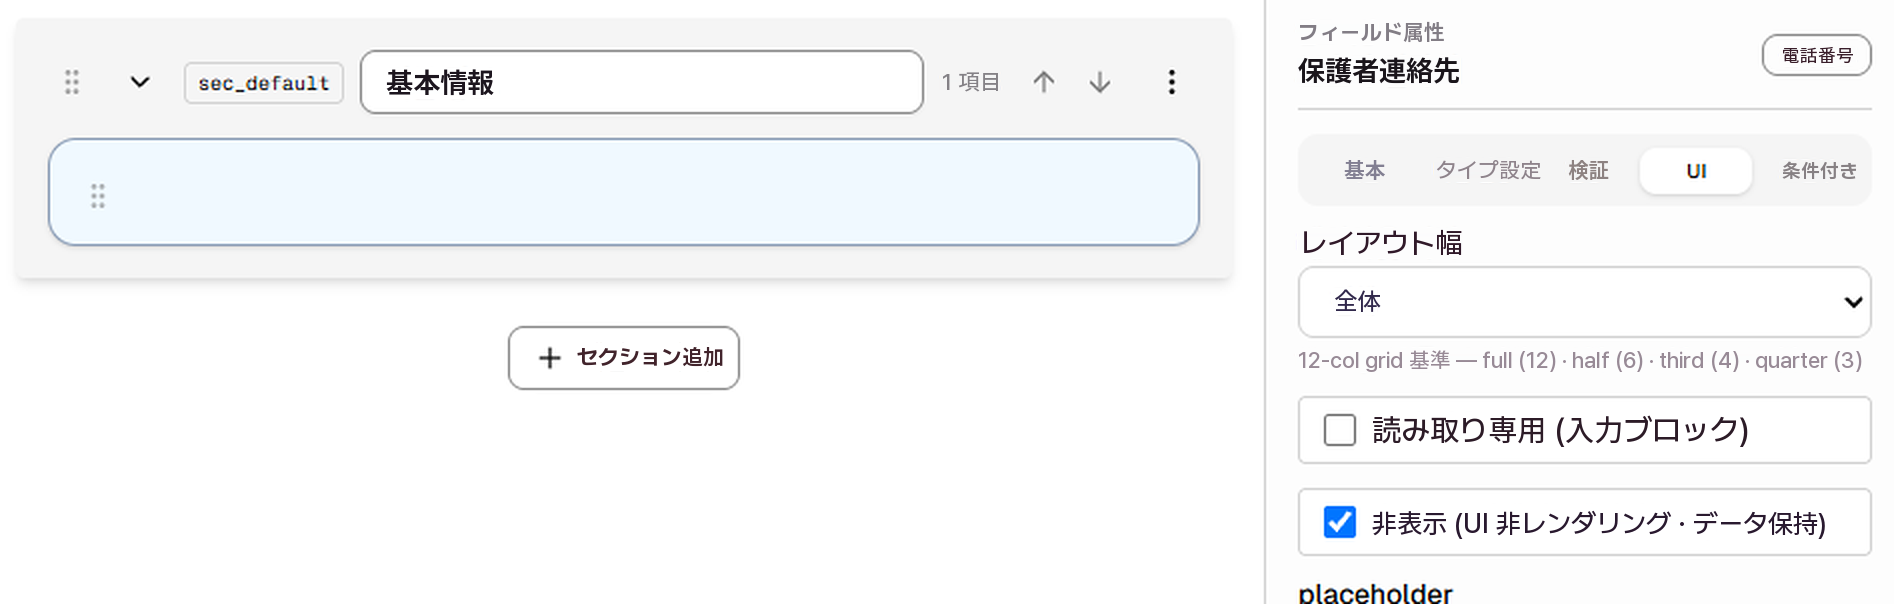 sec_default
基本情報
1 項目
セクション追加
フィールド属性
保護者連絡先
電話番号
基本
タイプ設定
検証
UI
条件付き
レイアウト幅
全体
12-col grid 基準 — full (12) · half (6) · third (4) · quarter (3)
読み取り専用 (入力ブロック)
非表示 (UI 非レンダリング · データ保持)
placeholder